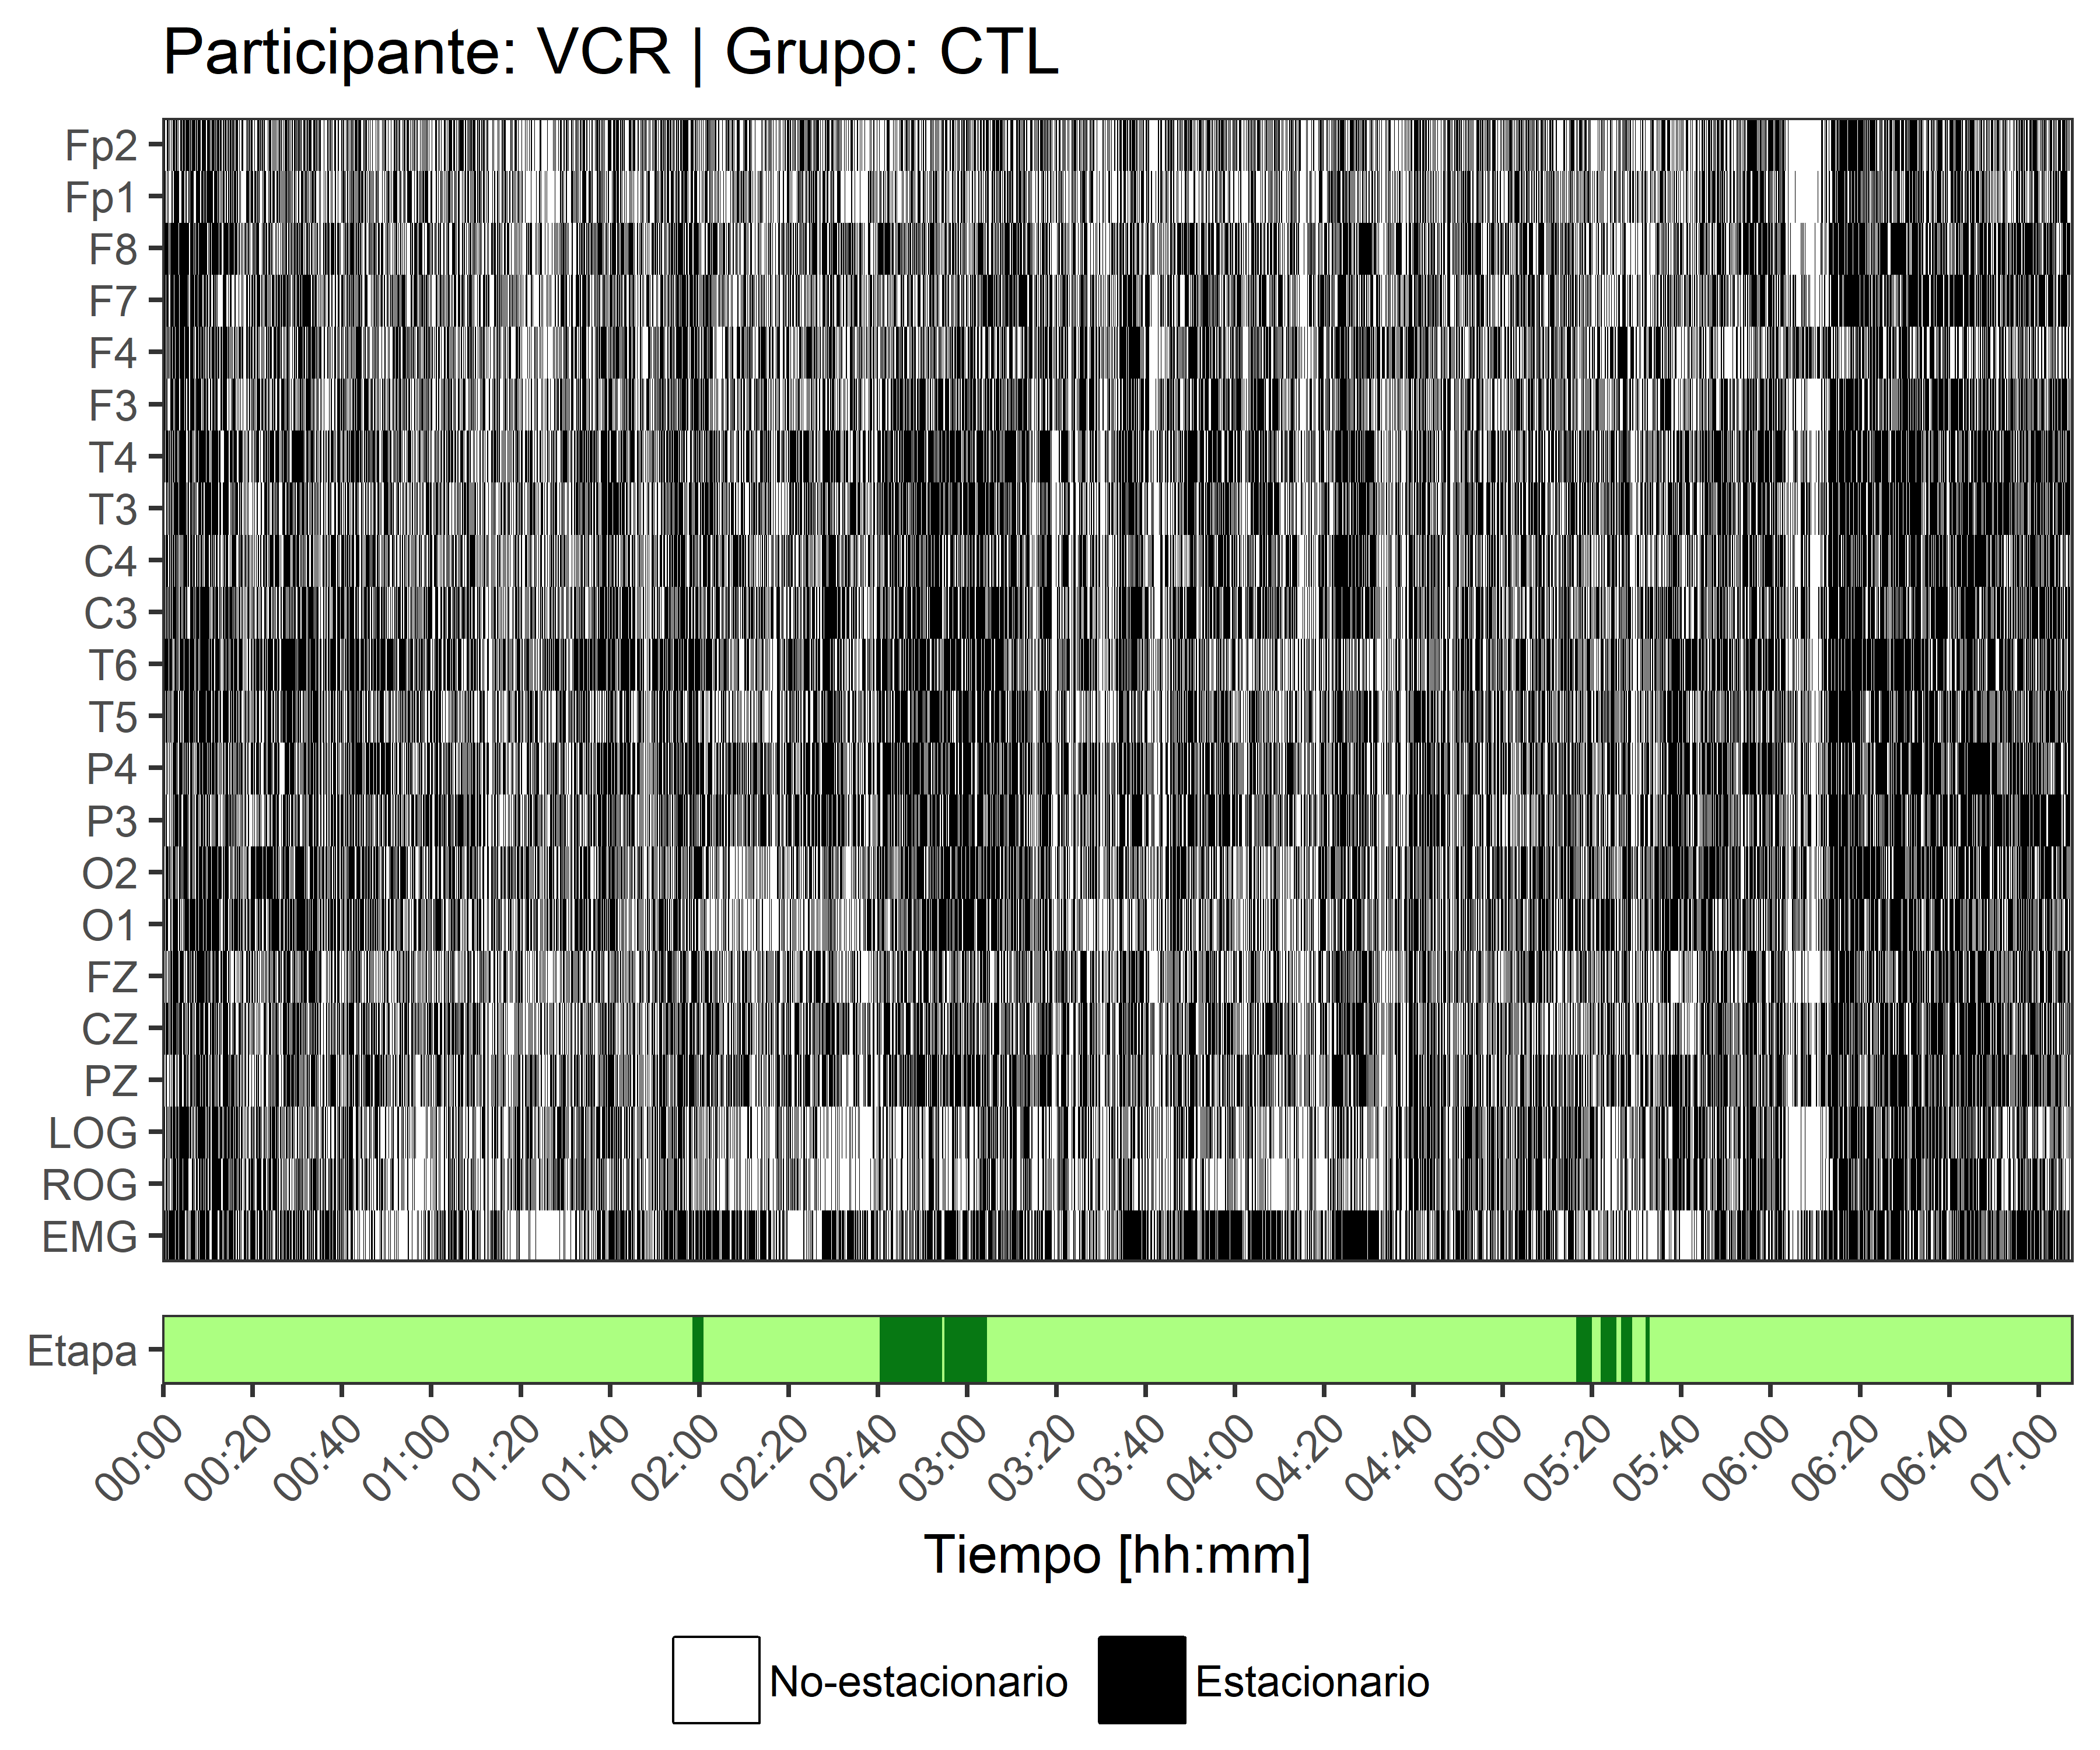 Participante: VCR | Grupo: CTL
Fp2
Fp1
F8
F7
F4
F3
T4
T3
C4
C3
T6
T5
P4
P3
O2
O1
FZ
CZ
PZ
LOG
ROG
EMG
Etapa
00:00
00:20
00:40
01:00
01:20
01:40
02:00
02:20
02:40
03:00
03:20
03:40
04:00
04:20
04:40
05:00
05:20
05:40
06:00
06:20
06:40
07:00
Tiempo [hh:mm]
No-estacionario
Estacionario